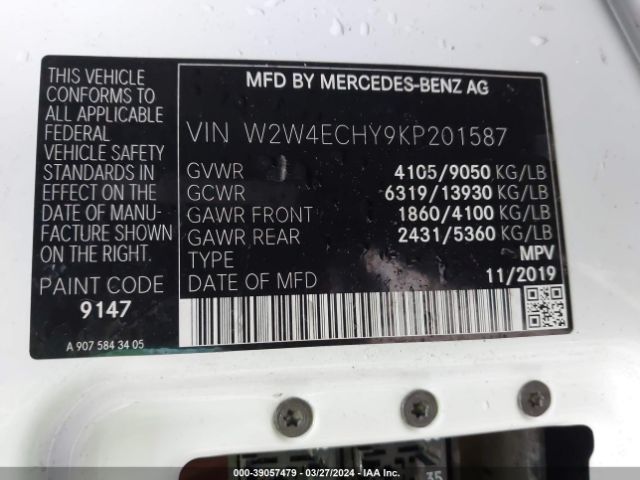 MFD BY MERCEDES-BENZ AG
THIS VEHICLE
CONFORMS TO
ALL APPLICABLE
FEDERAL
VEHICLE SAFETY
STANDARDS IN
EFFECT ON THE
DATE OF MANU-
FACTURE SHOWN
ON THE RIGHT.
PAINT CODE
9147
A 907 584 34 05
VIN W2W4ECHY9KP201587
GVWR 4105/9050 KG/LB
GCWR 6319/13930 KG/LB
GAWR FRONT 1860/4100 KG/LB
GAWR REAR 2431/5360 KG/LB
TYPE MPV
DATE OF MFD 11/2019
35
000-39057479 - 03/27/2024 - IAA Inc.